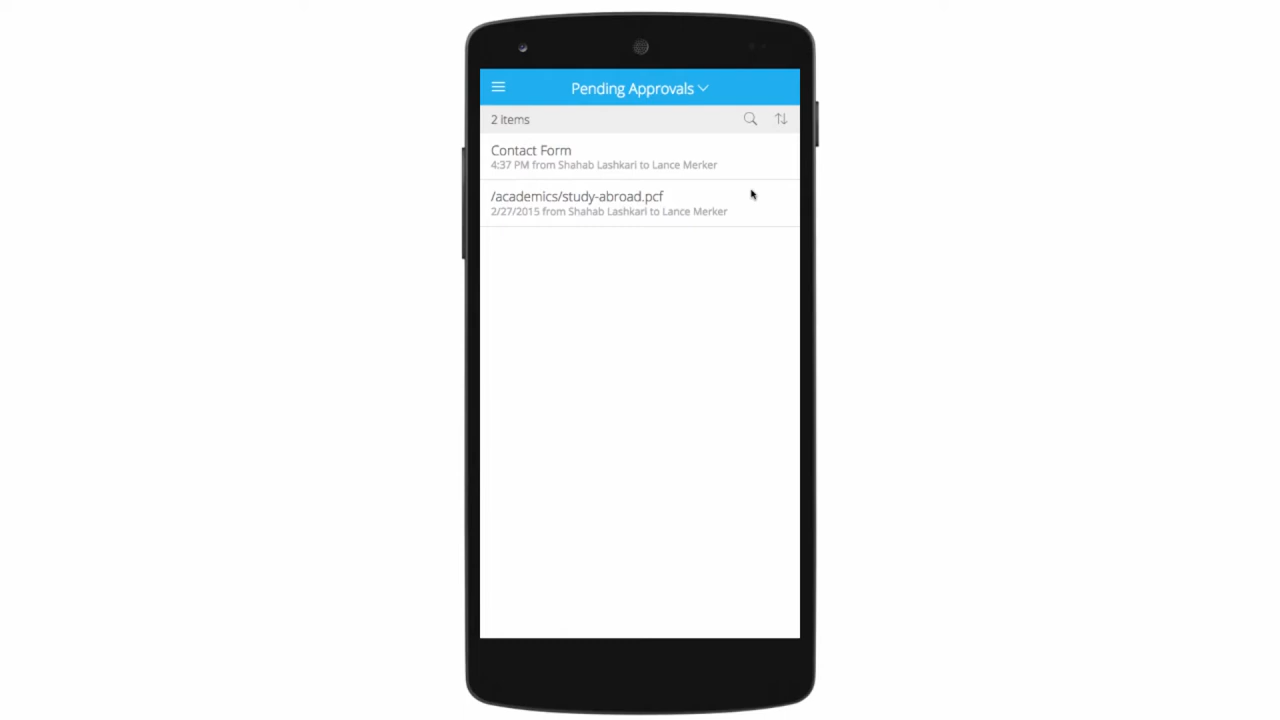 Pending Approvals
2 items
Contact Form
4:37 PM from Shahab Lashkari to Lance Merker
/academics/study-abroad.pcf
2/27/2015 from Shahab Lashkari to Lance Merker